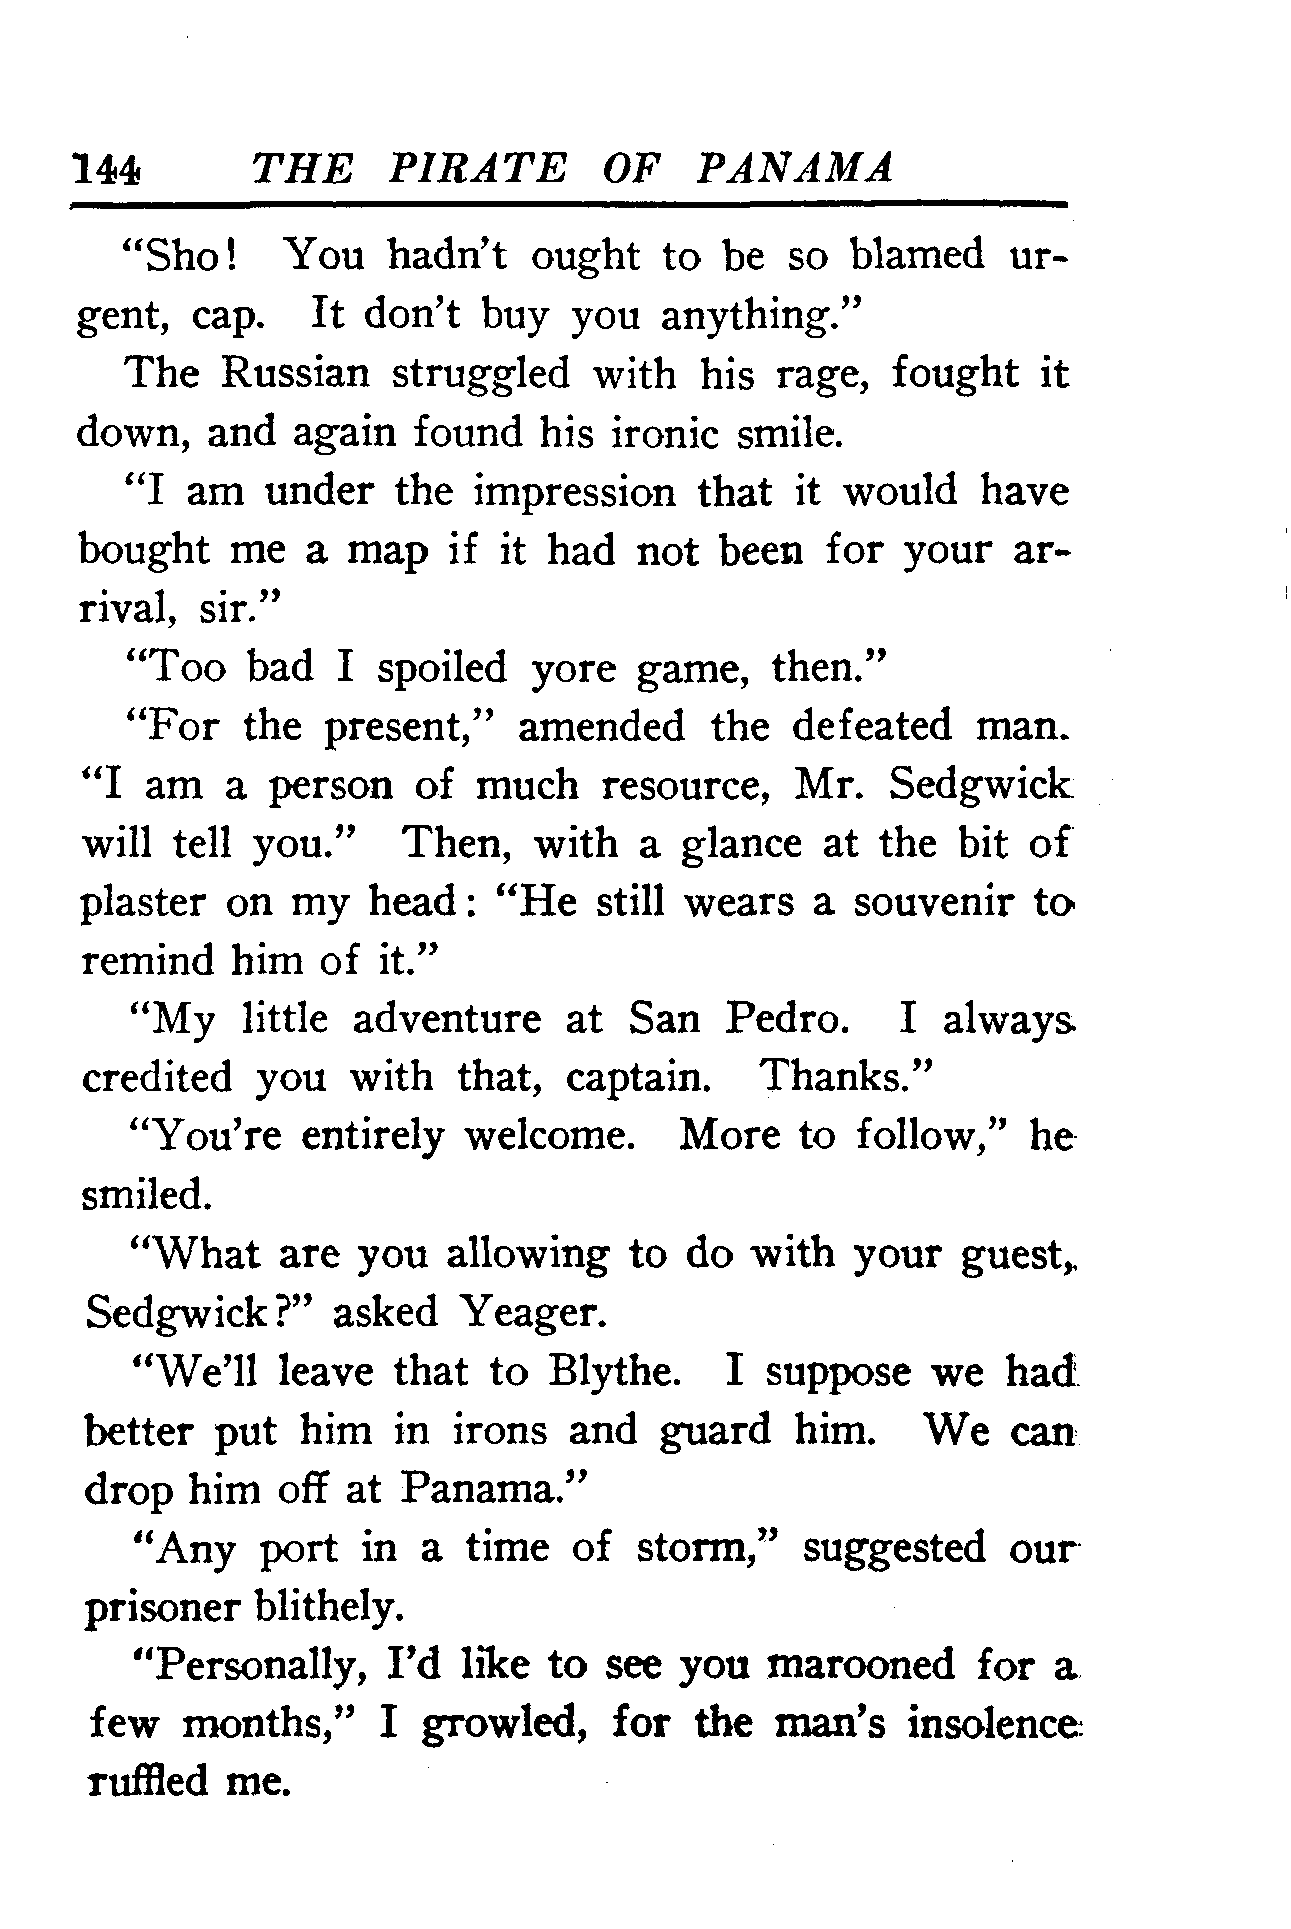 144 THE PIRATE OF PANAMA
“Sho! You hadn’t ought to be so blamed ur-
gent, cap. It don’t buy you anything.”
The Russian struggled with his rage, fought it
down, and again found his ironic smile.
“I am under the impression that it would have
bought me a map if it had not been for your ar-
rival, sir.”
“Too bad I spoiled yore game, then.”
“For the present,” amended the defeated man.
“I am a person of much resource, Mr. Sedgwick
will tell you.” Then, with a glance at the bit of
plaster on my head: “He still wears a souvenir to
remind him of it.”
“My little adventure at San Pedro. I always
credited you with that, captain. Thanks.”
“You’re entirely welcome. More to follow,” he
smiled.
“What are you allowing to do with your guest,
Sedgwick?” asked Yeager.
“We’ll leave that to Blythe. I suppose we had
better put him in irons and guard him. We can
drop him off at Panama.”
“Any port in a time of storm,” suggested our
prisoner blithely.
“Personally, I’d like to see you marooned for a
few months,” I growled, for the man’s insolence
ruffled me.